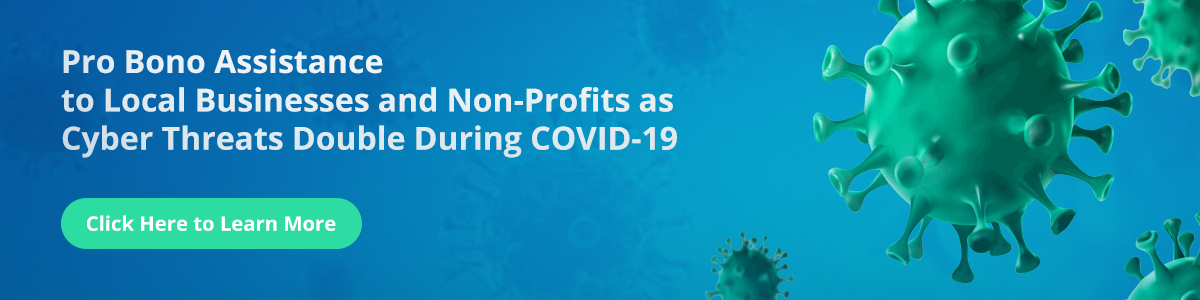 Pro Bono Assistance
to Local Businesses and Non-Profits as
Cyber Threats Double During COVID-19
Click Here to Learn More